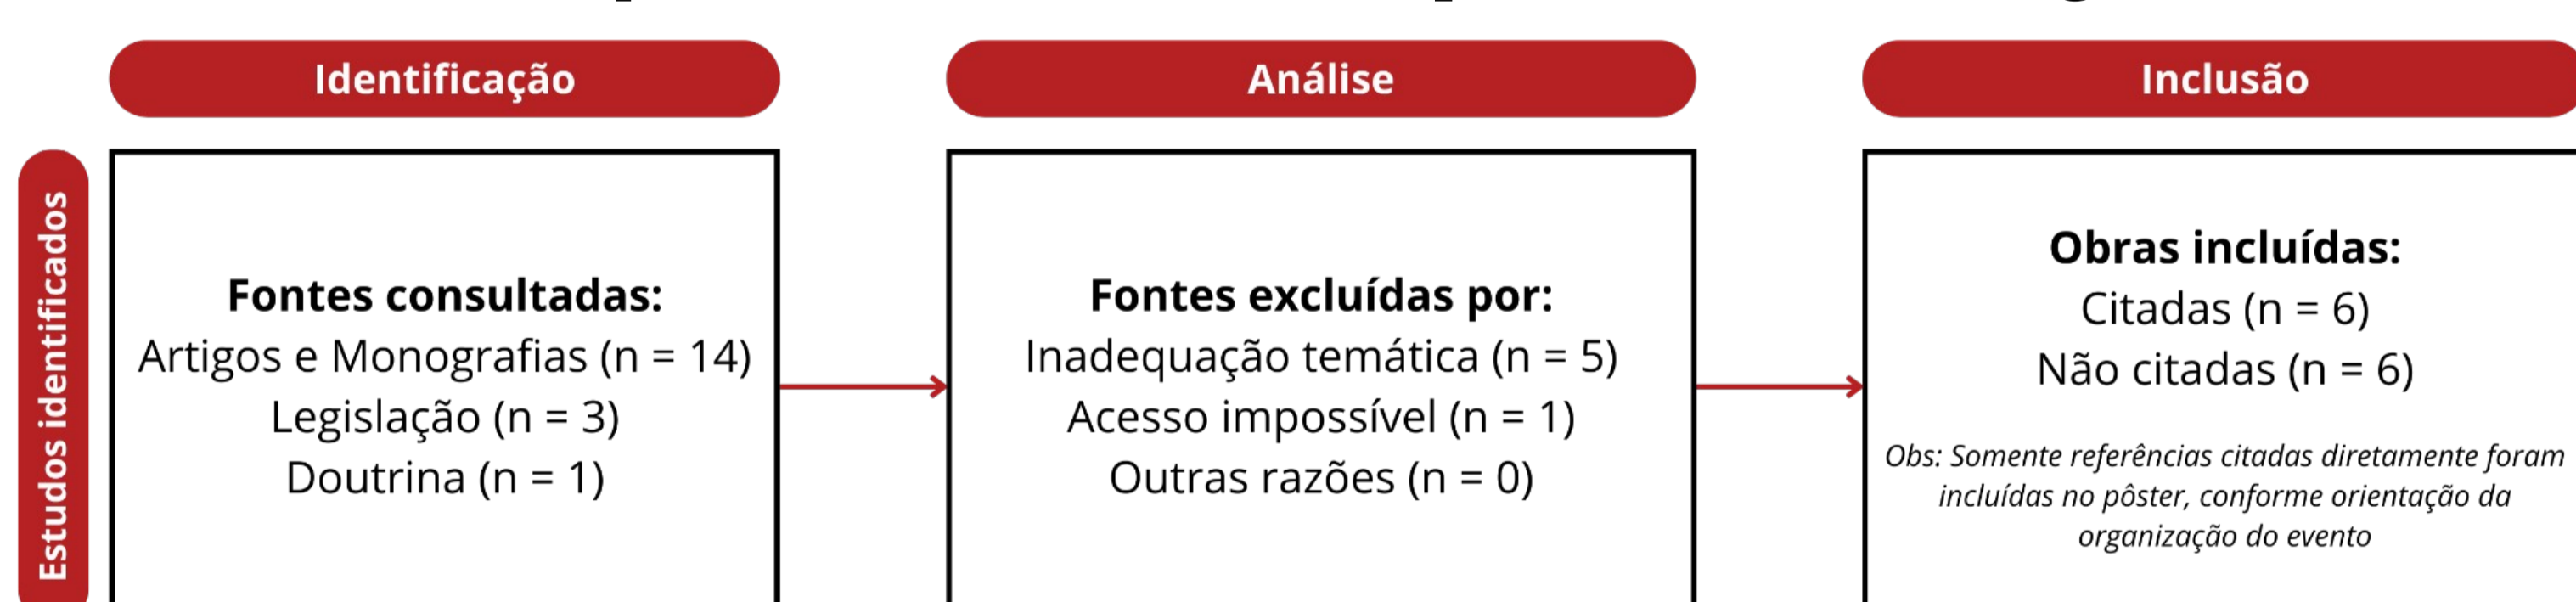 Identificação
Análise
Inclusão
Estudos identificados
Fontes consultadas:
Artigos e Monografias (n = 14)
Legislação (n = 3)
Doutrina (n = 1)
Fontes excluídas por:
Inadequação temática (n = 5)
Acesso impossível (n = 1)
Outras razões (n = 0)
Obras incluídas:
Citadas (n = 6)
Não citadas (n = 6)
Obs: Somente referências citadas diretamente foram
incluídas no pôster, conforme orientação da
organização do evento